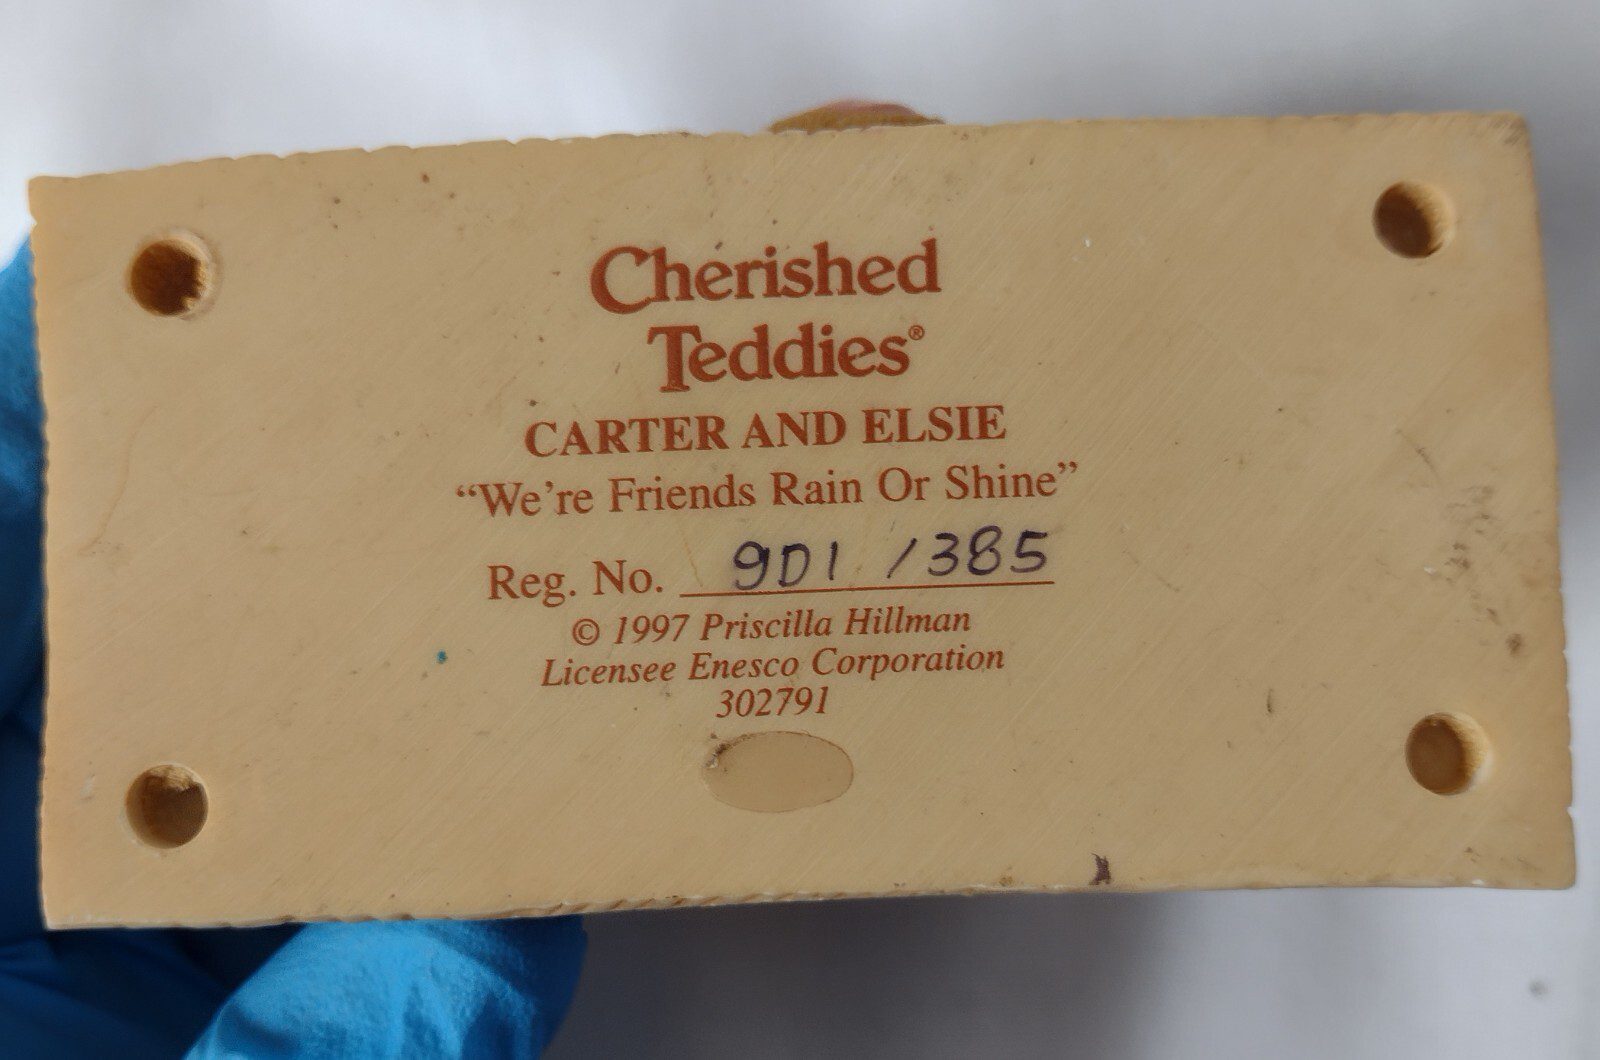 Cherished
Teddies®
CARTER AND ELSIE
“We’re Friends Rain Or Shine”
Reg. No. 9D1 /385
© 1997 Priscilla Hillman
Licensee Enesco Corporation
302791